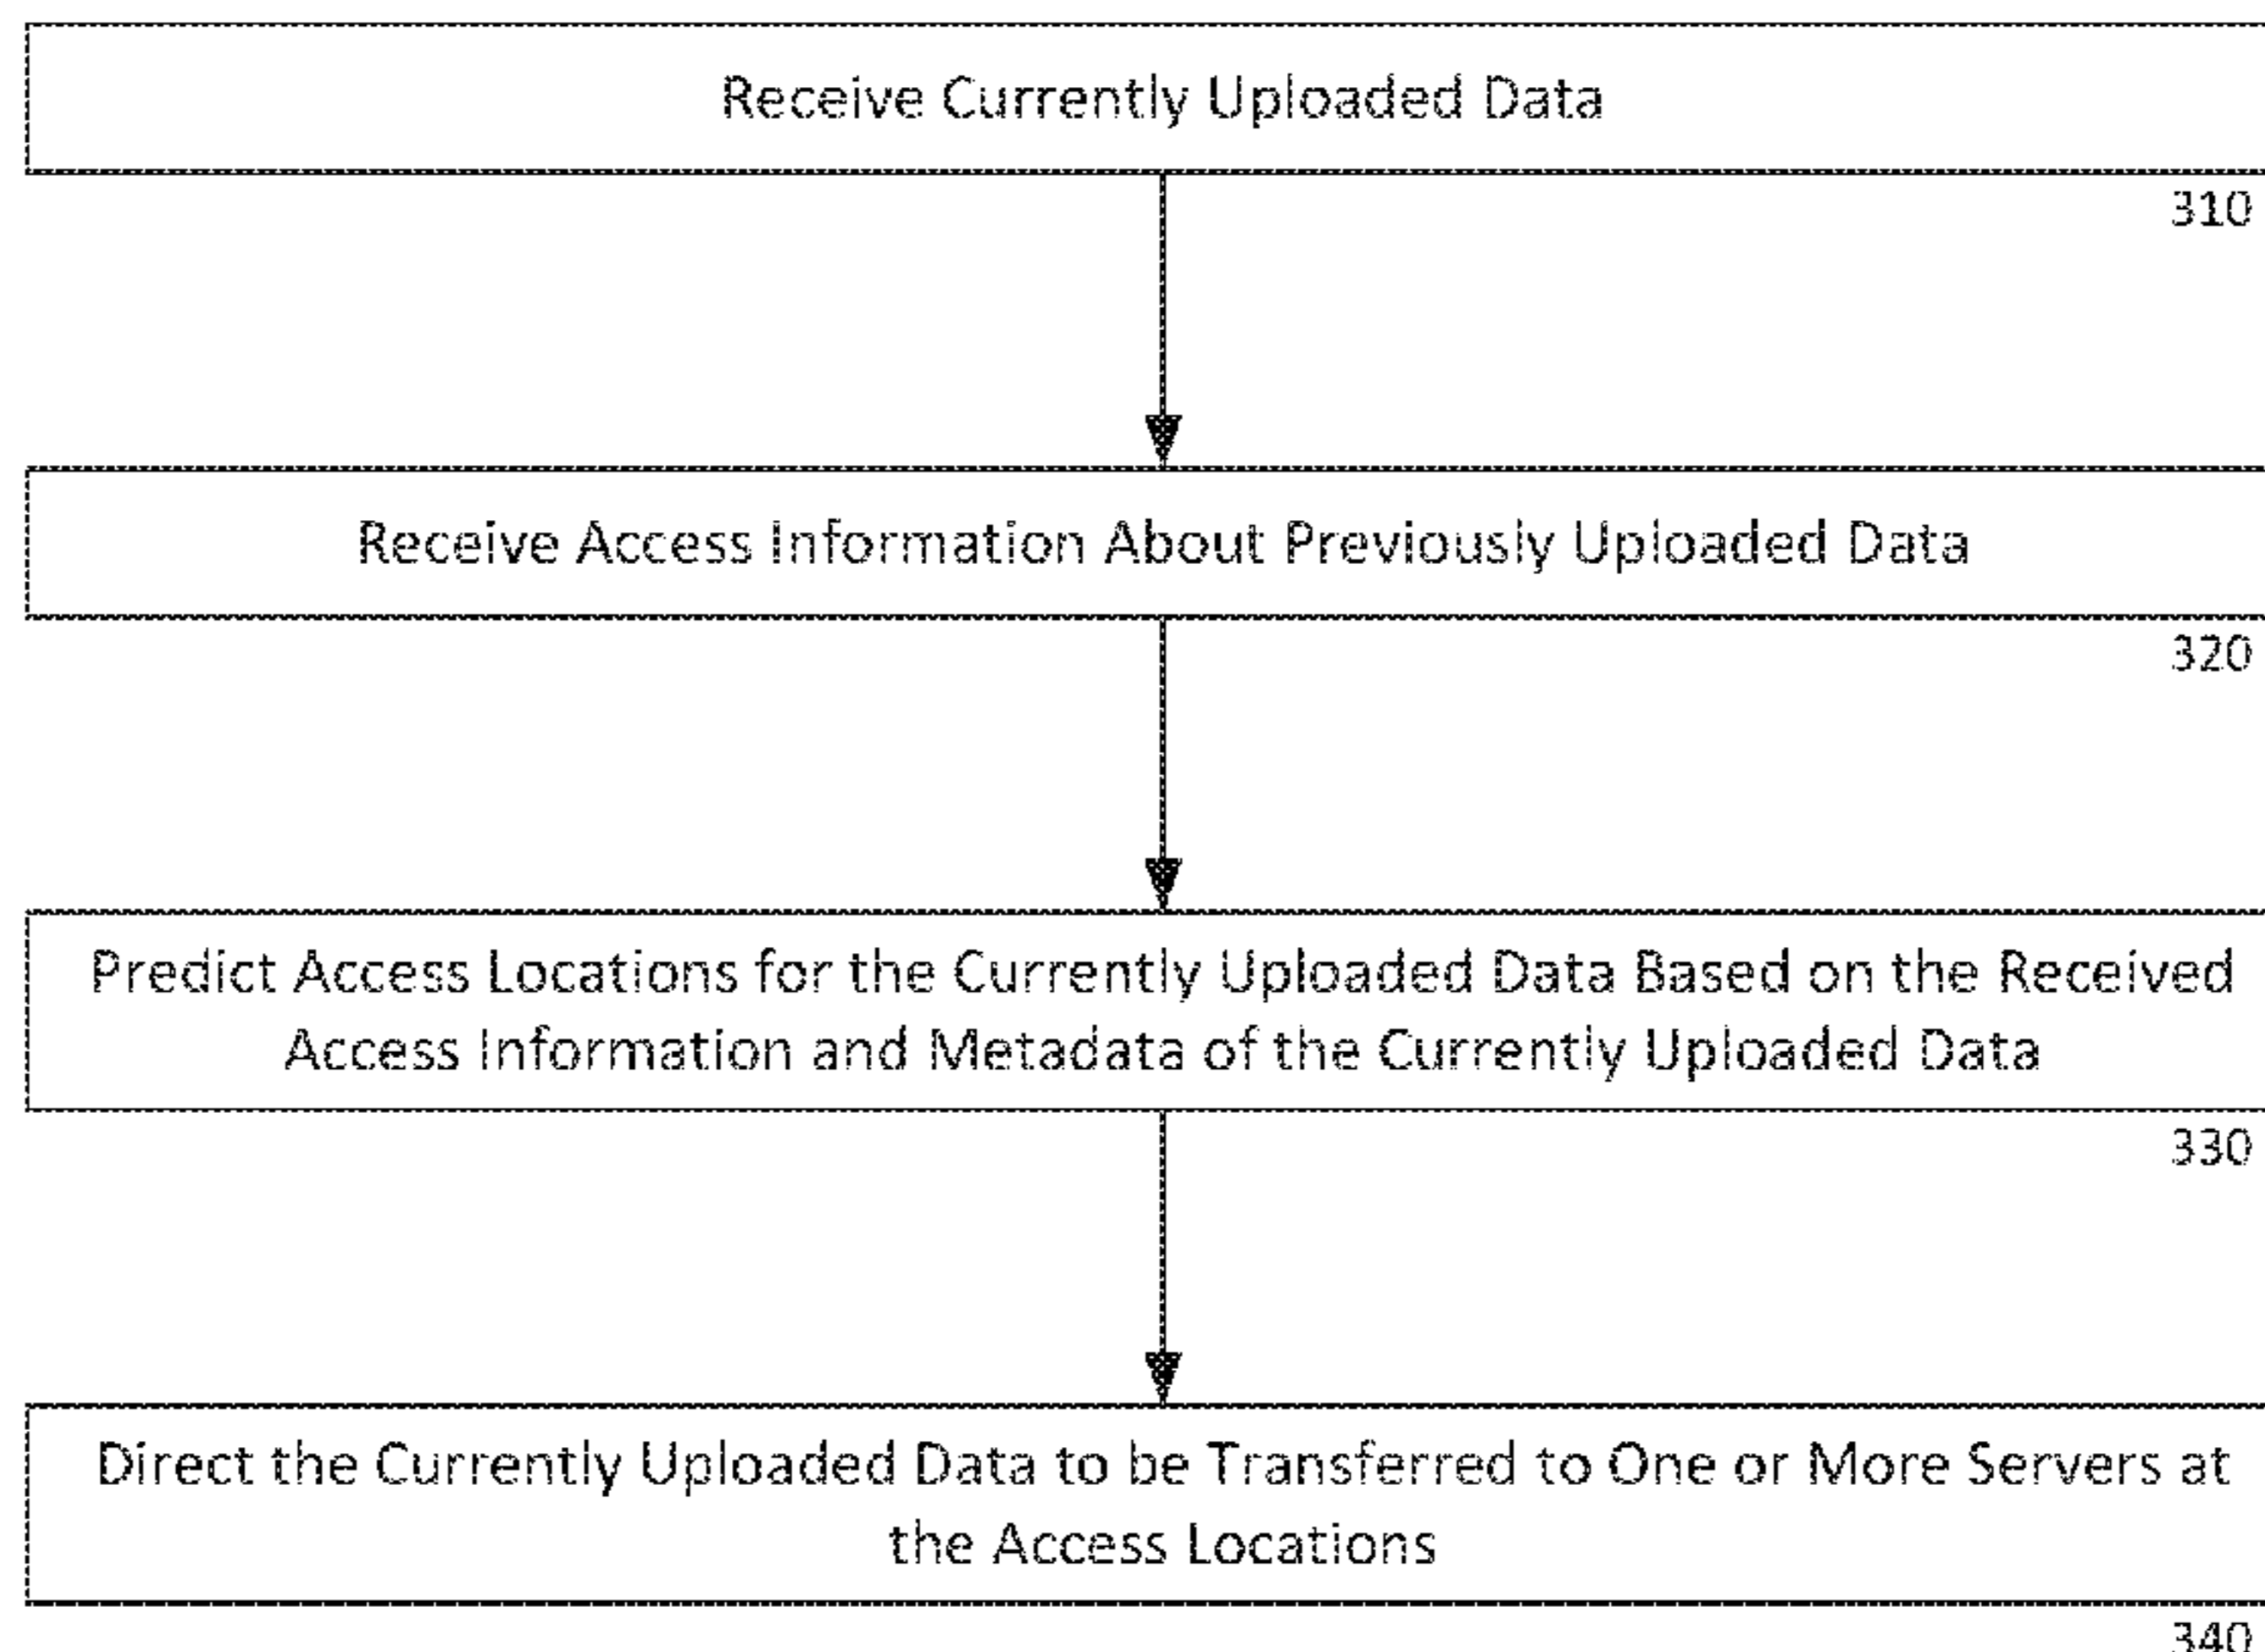 Receive Currently Uploaded Data
310
Receive Access Information About Previously Uploaded Data
320
Predict Access Locations for the Currently Uploaded Data Based on the Received
Access Information and Metadata of the Currently Uploaded Data
330
Direct the Currently Uploaded Data to be Transferred to One or More Servers at
the Access Locations
340